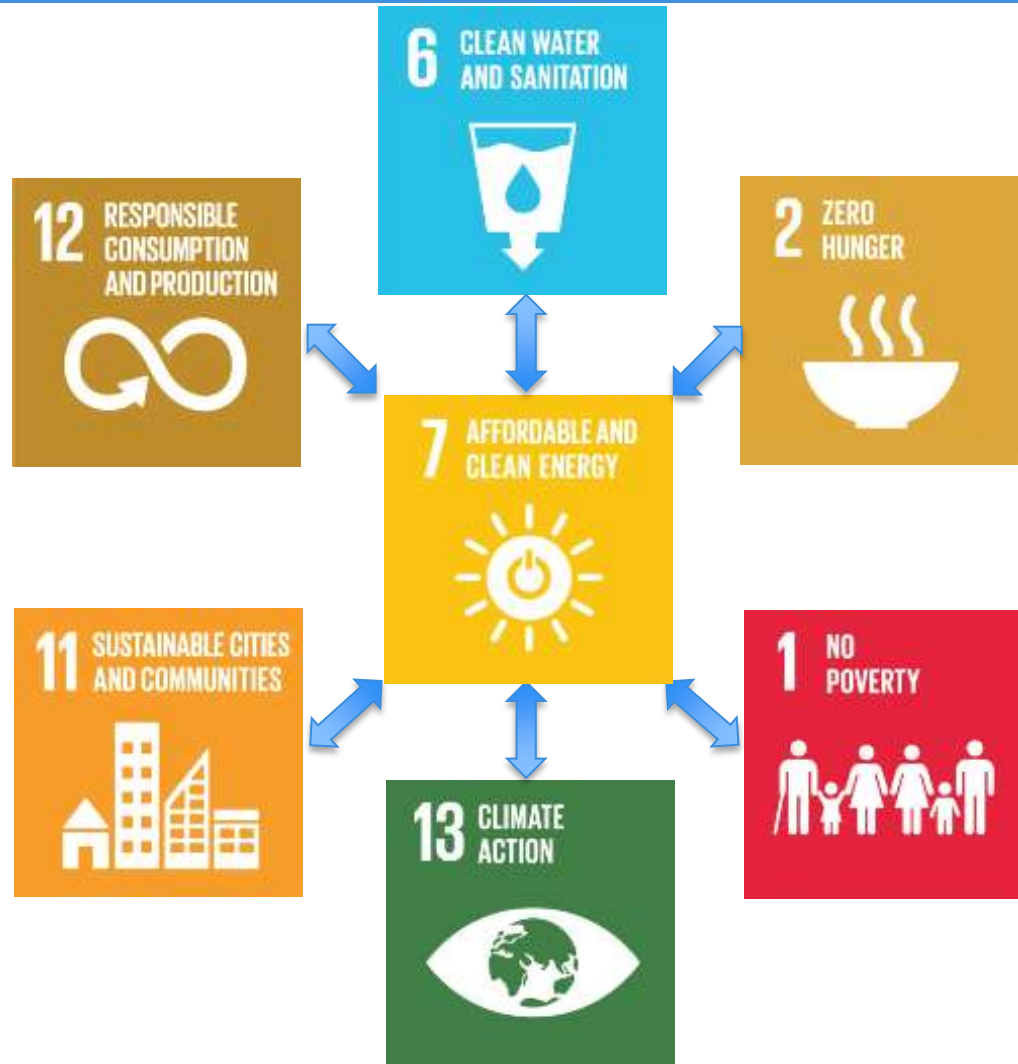 6 CLEAN WATER
AND SANITATION
12 RESPONSIBLE
CONSUMPTION
AND PRODUCTION
2 ZERO
HUNGER
7 AFFORDABLE AND
CLEAN ENERGY
11 SUSTAINABLE CITIES
AND COMMUNITIES
1 NO
POVERTY
13 CLIMATE
ACTION